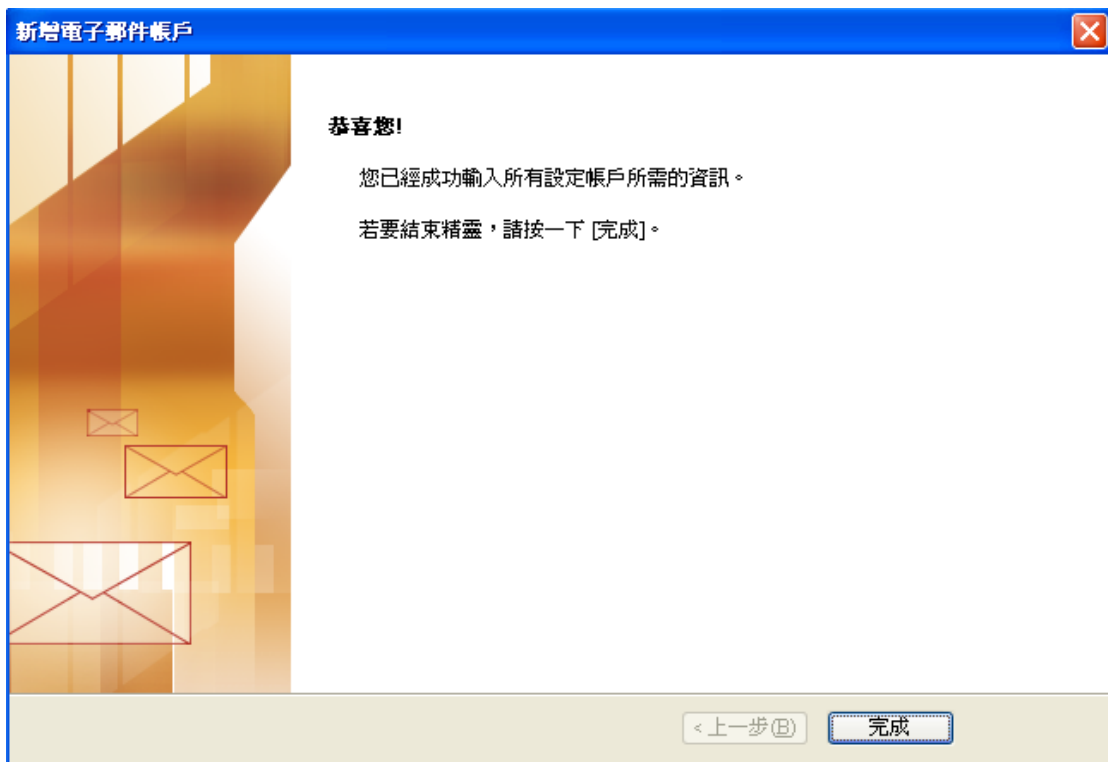 新增電子郵件帳戶
恭喜您!
您已經成功輸入所有設定帳戶所需的資訊。
若要結束精靈，請按一下 [完成]。
< 上一步(B)
完成